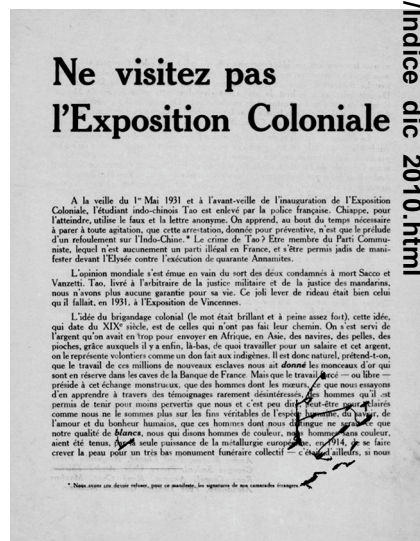 Ne visitez pas
l'Exposition Coloniale
A la veille du 1er Mai 1931 et à l'avant-veille de l'inauguration de l'Exposition
Coloniale, l'étudiant indo-chinois Tao est enlevé par la police française. Chiappe, pour
l'atteindre, utilise le faux et la lettre anonyme. On apprend, au bout du temps nécessaire
à parer à toute agitation, que cette arrestation, donnée pour préventive, n'est que le prélude
d'un refoulement sur l'Indo-Chine.* Le crime de Tao ? Etre membre du Parti Commu-
niste, lequel n'est aucunement un parti illégal en France, et s'être permis jadis de mani-
fester devant l'Elysée contre l'exécution de quarante Annamites.
L'opinion mondiale s'est émue en vain du sort des deux condamnés à mort Sacco et
Vanzetti. Tao, livré à l'arbitraire de la justice militaire et de la justice des mandarins,
nous n'avons plus aucune garantie pour sa vie. Ce joli lever de rideau était bien celui
qu'il fallait, en 1931, à l'Exposition de Vincennes.
L'idée du brigandage colonial (le mot était brillant et à peine assez fort), cette idée,
qui date du XIXe siècle, est de celles qui n'ont pas fait leur chemin. On s'est servi de
l'argent qu'on avait en trop pour envoyer en Afrique, en Asie, des navires, des pelles, des
pioches, grâce auxquels il y a enfin, là-bas, de quoi travailler pour un salaire et cet argent,
on le représente volontiers comme un don fait aux indigènes. Il est donc naturel, prétend-t-on,
que le travail de ces millions de nouveaux esclaves nous ait donné les monceaux d'or qui
sont en réserve dans les caves de la Banque de France. Mais que le travail forcé — ou libre —
préside à cet échange monstrueux, que des hommes dont les mœurs, ce que nous essayons
d'en apprendre à travers des témoignages rarement désintéressés, des hommes qu'il est
permis de tenir pour moins pervertis que nous et c'est peu dire, peut-être pour éclairés
comme nous ne le sommes plus sur les fins véritables de l'espèce humaine, du savoir, de
l'amour et du bonheur humains, que ces hommes dont nous distingue ne serait-ce que
notre qualité de blancs, nous qui disons hommes de couleur, nous hommes sans couleur,
aient été tenus, par la seule puissance de la métallurgie européenne, en 1914, de se faire
crever la peau pour un très bas monument funéraire collectif — c'était d'ailleurs, si nous
* Nous avons cru devoir refuser, pour ce manifeste, les signatures de nos camarades étrangers.
/indice dic 2010.html